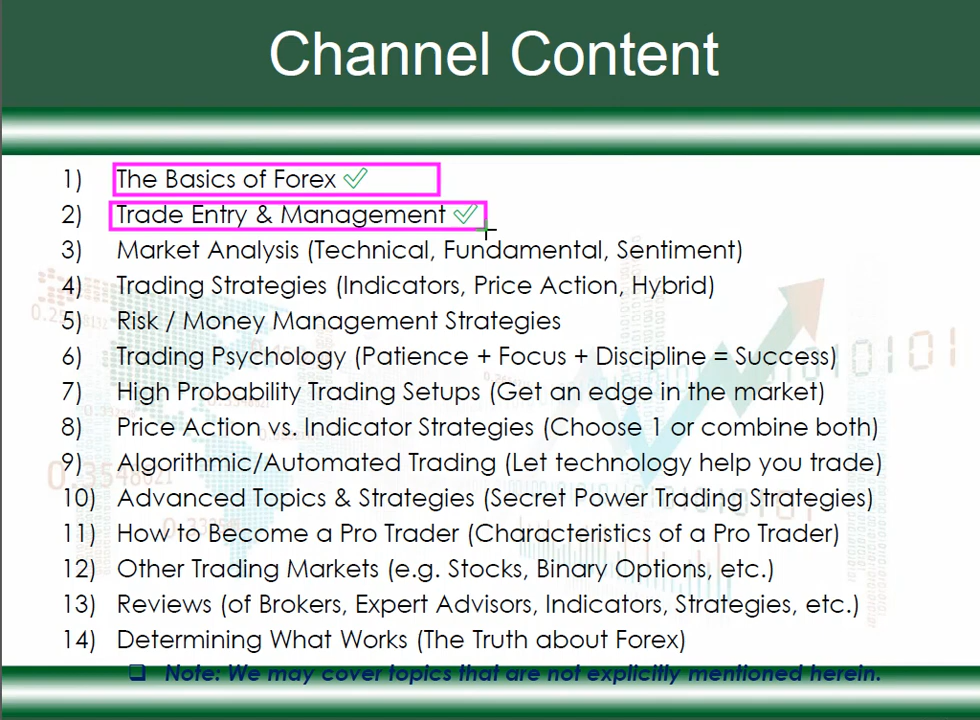 Channel Content
1) The Basics of Forex ✓
2) Trade Entry & Management ✓
3) Market Analysis (Technical, Fundamental, Sentiment)
4) Trading Strategies (Indicators, Price Action, Hybrid)
5) Risk / Money Management Strategies
6) Trading Psychology (Patience + Focus + Discipline = Success)
7) High Probability Trading Setups (Get an edge in the market)
8) Price Action vs. Indicator Strategies (Choose 1 or combine both)
9) Algorithmic/Automated Trading (Let technology help you trade)
10) Advanced Topics & Strategies (Secret Power Trading Strategies)
11) How to Become a Pro Trader (Characteristics of a Pro Trader)
12) Other Trading Markets (e.g. Stocks, Binary Options, etc.)
13) Reviews (of Brokers, Expert Advisors, Indicators, Strategies, etc.)
14) Determining What Works (The Truth about Forex)
❑ Note: We may cover topics that are not explicitly mentioned herein.